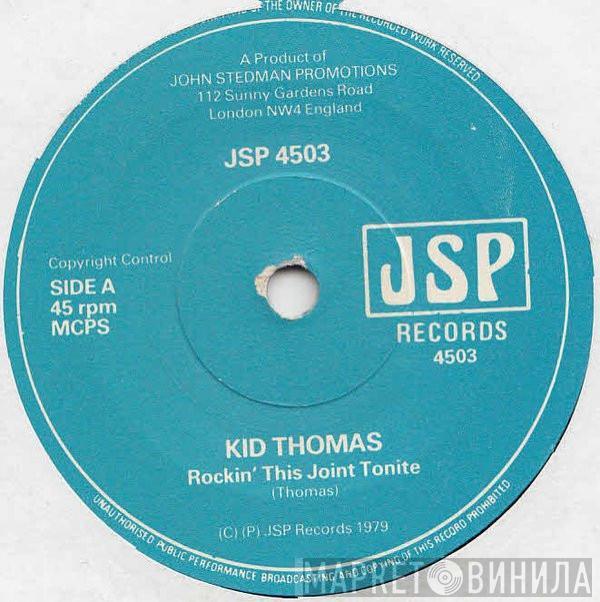 THE OWNER OF THE RECORDED WORK RESERVED
A Product of
JOHN STEDMAN PROMOTIONS
112 Sunny Gardens Road
London NW4 England
JSP 4503
Copyright Control
SIDE A
45 rpm
MCPS
JSP
RECORDS
4503
KID THOMAS
Rockin' This Joint Tonite
(Thomas)
(C) (P) JSP Records 1979
UNAUTHORISED PUBLIC PERFORMANCE BROADCASTING AND COPYING OF THIS RECORD PROHIBITED
МАРКЕТ ВИНИЛА